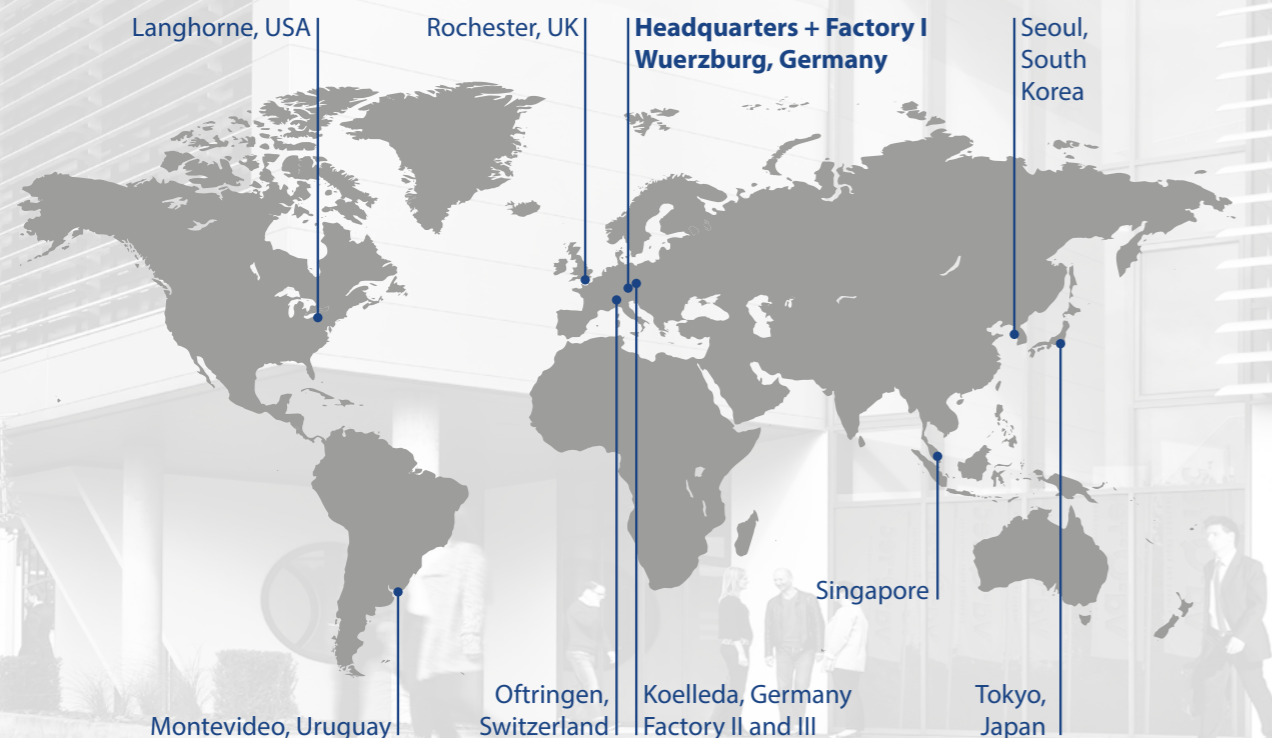 Langhorne, USA
Rochester, UK
Headquarters + Factory I
Wuerzburg, Germany
Seoul,
South
Korea
Singapore
Montevideo, Uruguay
Oftringen,
Switzerland
Koelleda, Germany
Factory II and III
Tokyo,
Japan